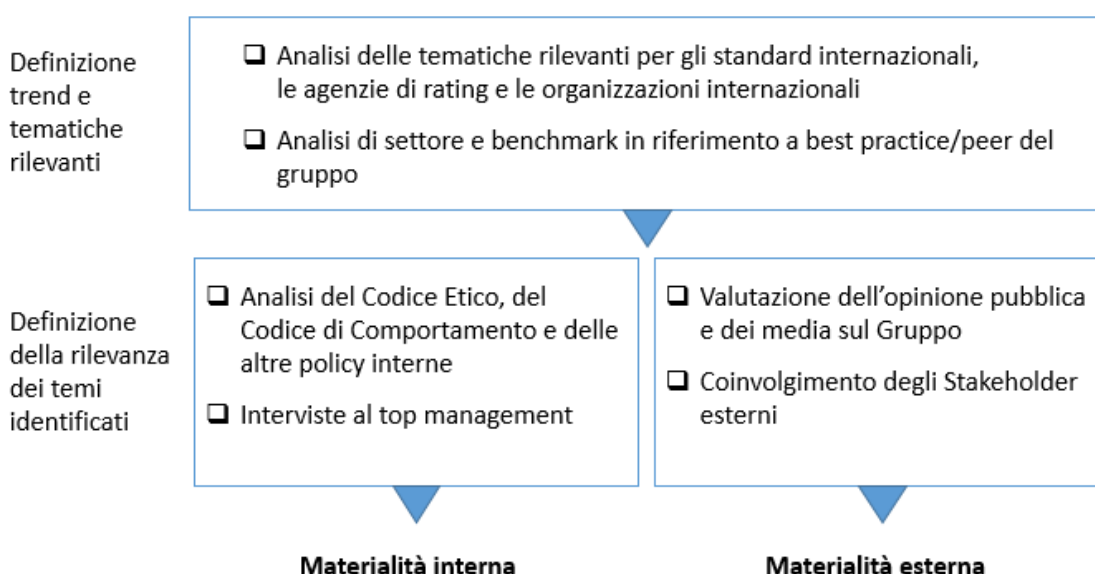 Definizione
trend e
tematiche
rilevanti
❑ Analisi delle tematiche rilevanti per gli standard internazionali,
le agenzie di rating e le organizzazioni internazionali
❑ Analisi di settore e benchmark in riferimento a best practice/peer del
gruppo
Definizione
della rilevanza
dei temi
identificati
❑ Analisi del Codice Etico, del
Codice di Comportamento e delle
altre policy interne
❑ Interviste al top management
❑ Valutazione dell’opinione pubblica
e dei media sul Gruppo
❑ Coinvolgimento degli Stakeholder
esterni
Materialità interna
Materialità esterna